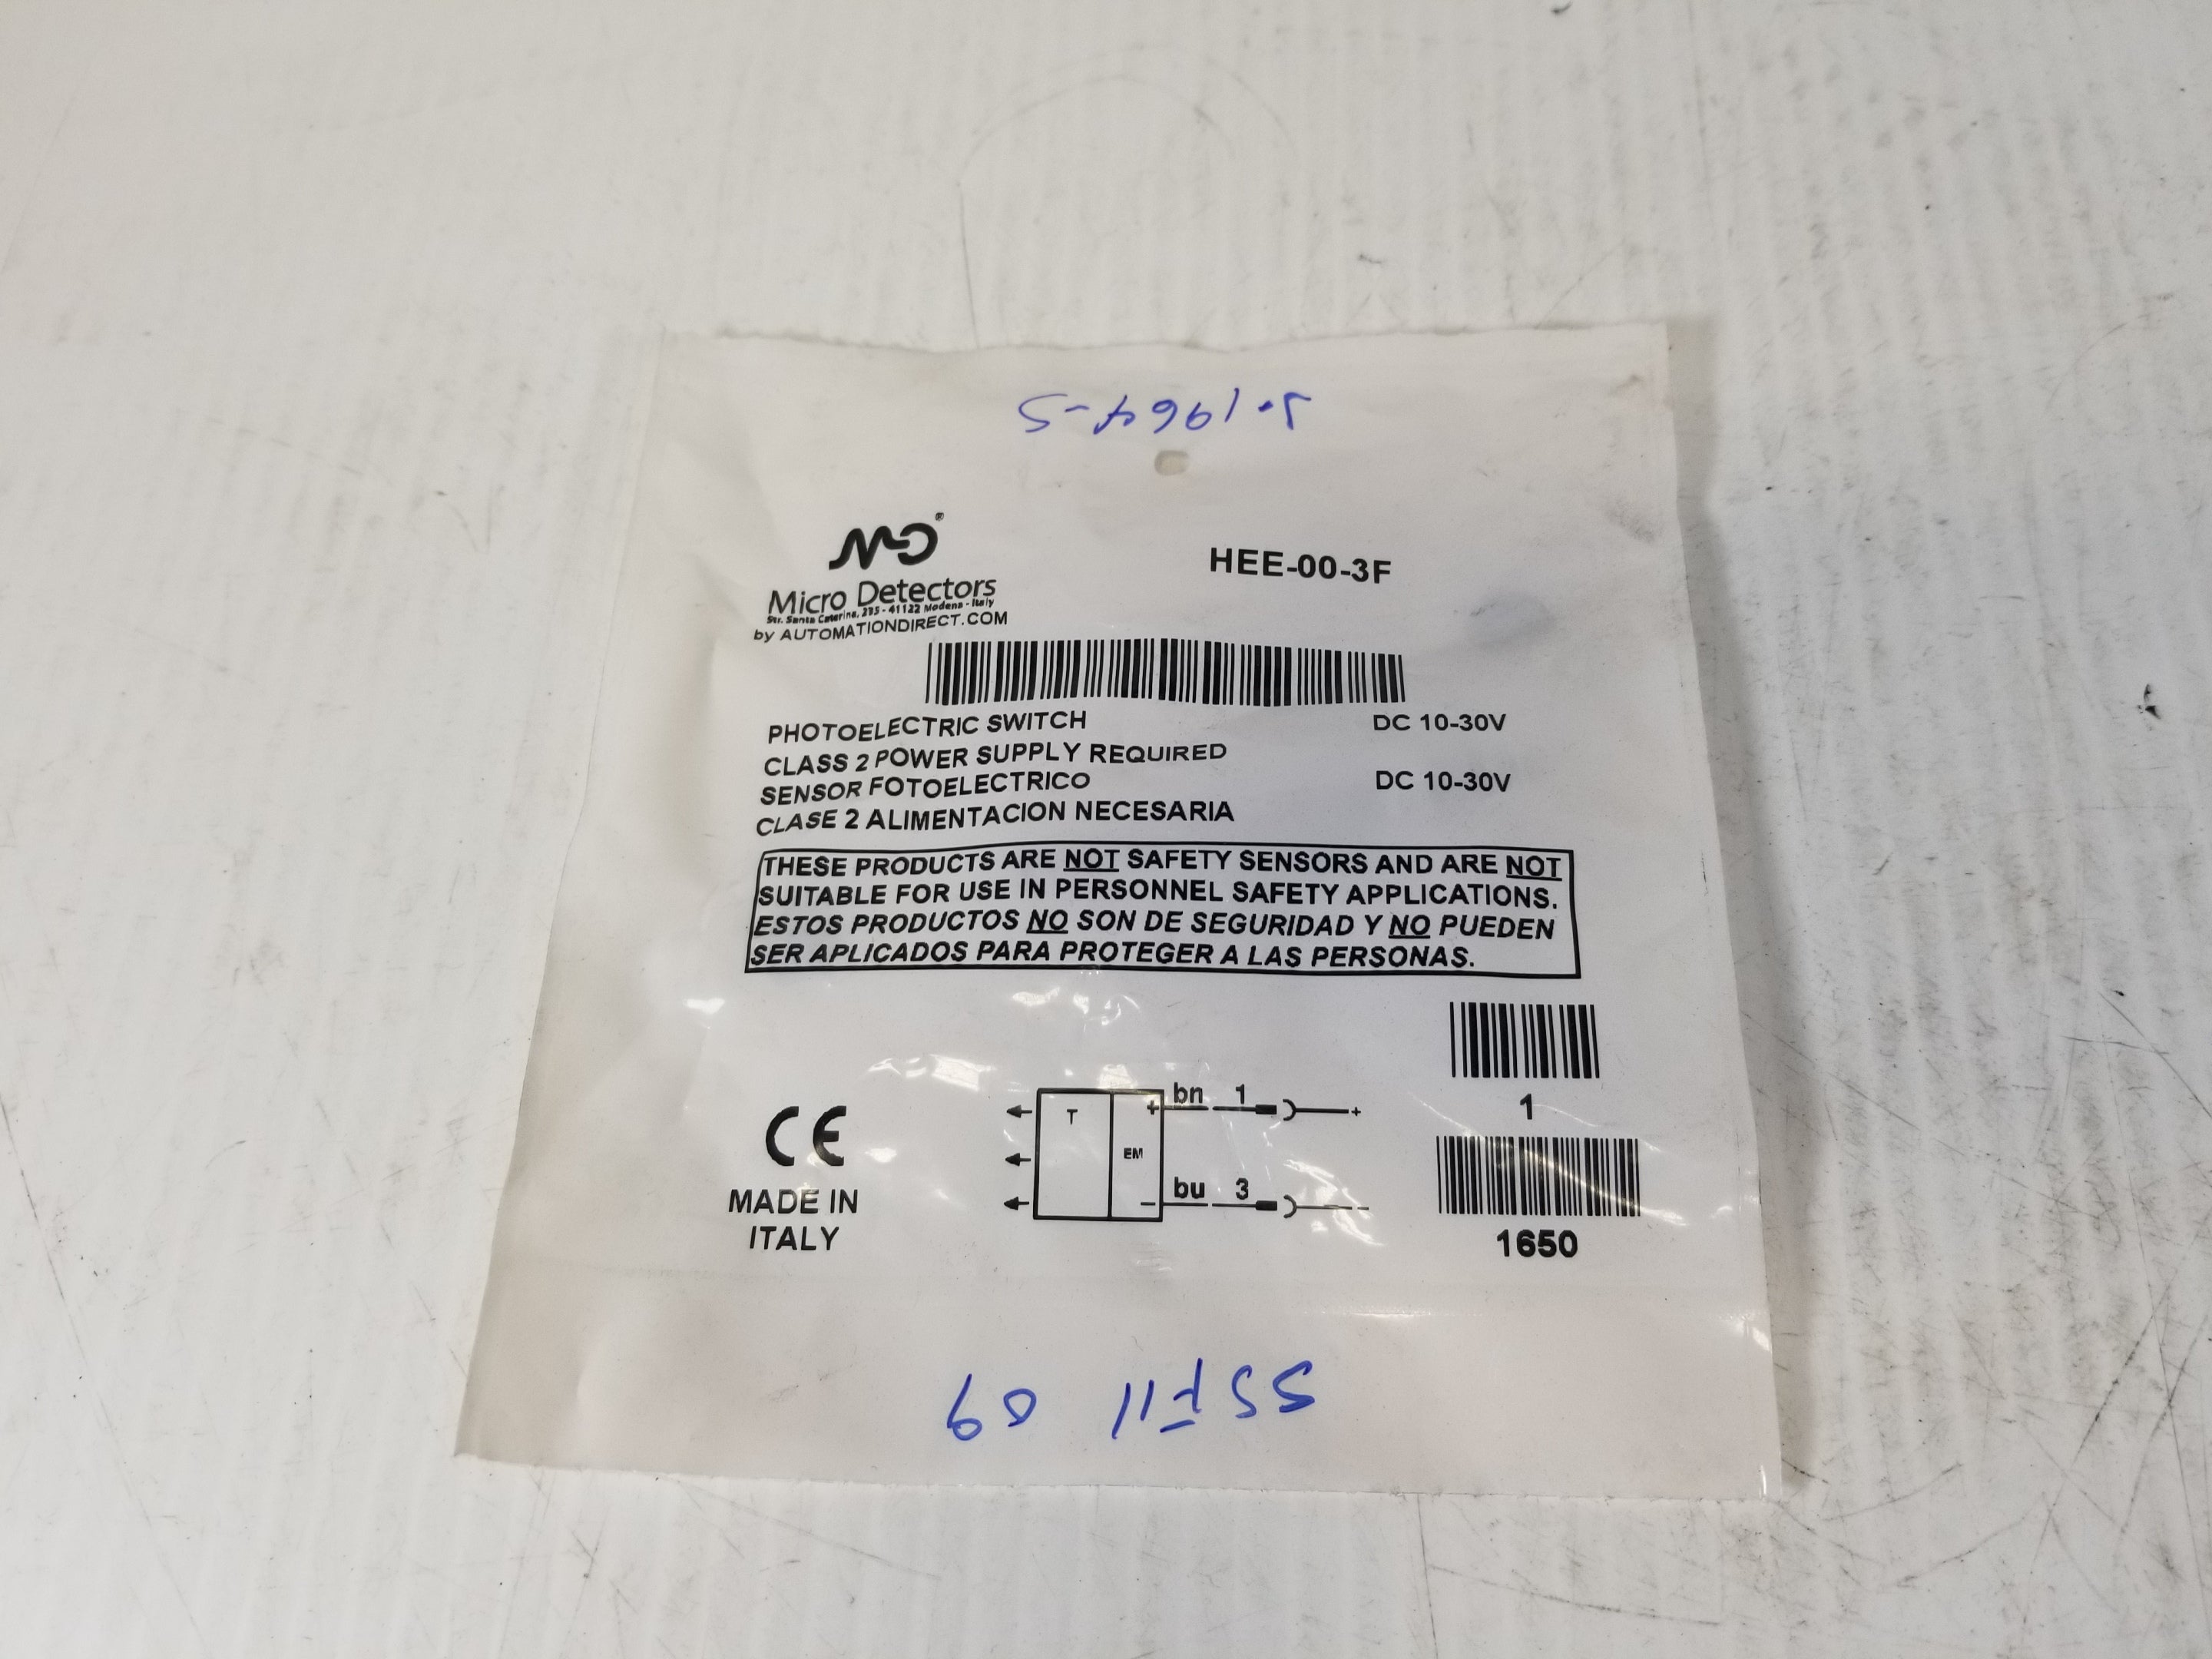 J.1964-5
MD®
Micro Detectors
Str. Santa Caterina, 235 - 41122 Modena - Italy
by AUTOMATIONDIRECT.COM
HEE-00-3F
PHOTOELECTRIC SWITCH DC 10-30V
CLASS 2 POWER SUPPLY REQUIRED
SENSOR FOTOELECTRICO DC 10-30V
CLASE 2 ALIMENTACION NECESARIA
THESE PRODUCTS ARE NOT SAFETY SENSORS AND ARE NOT
SUITABLE FOR USE IN PERSONNEL SAFETY APPLICATIONS.
ESTOS PRODUCTOS NO SON DE SEGURIDAD Y NO PUEDEN
SER APLICADOS PARA PROTEGER A LAS PERSONAS.
CE
MADE IN
ITALY
T
EM
+ bn 1 +
- bu 3 -
1
1650
SSF11 09